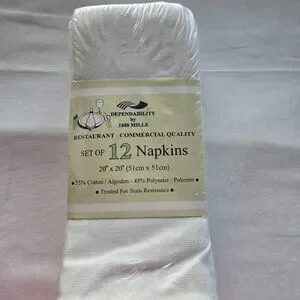 DEPENDABILITY
by
1888 MILLS
RESTAURANT - COMMERCIAL QUALITY
SET OF 12 Napkins
20" x 20" (51cm x 51cm)
• 55% Cotton / Algodon - 45% Polyester / Poliester •
• Treated For Stain Resistance •